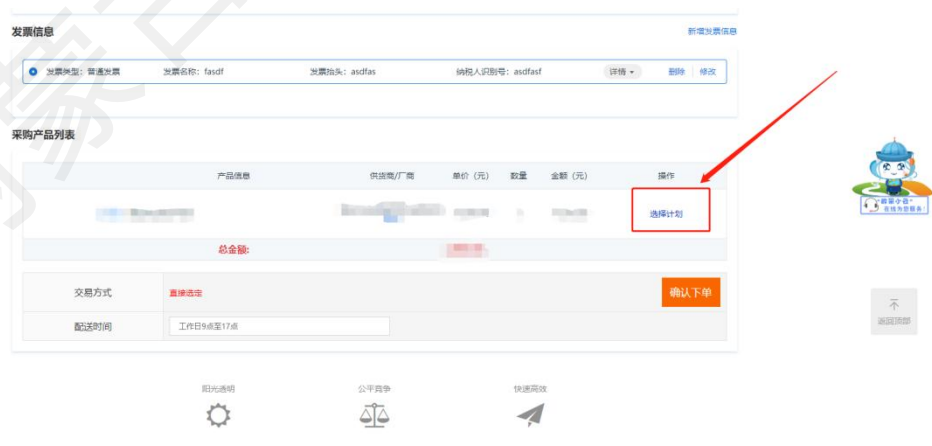 发票信息 新增发票信息
发票类型：普通发票 发票名称：fasdf 发票抬头：asdfas 纳税人识别号：asdfasf 详情 删除 修改
采购产品列表
产品信息 供货商/厂商 单价（元） 数量 金额（元） 操作
选择计划
总金额:
交易方式 直接选定 确认下单
配送时间 工作日9点至17点
在线为您服务!
返回顶部
阳光透明 公平竞争 快速高效